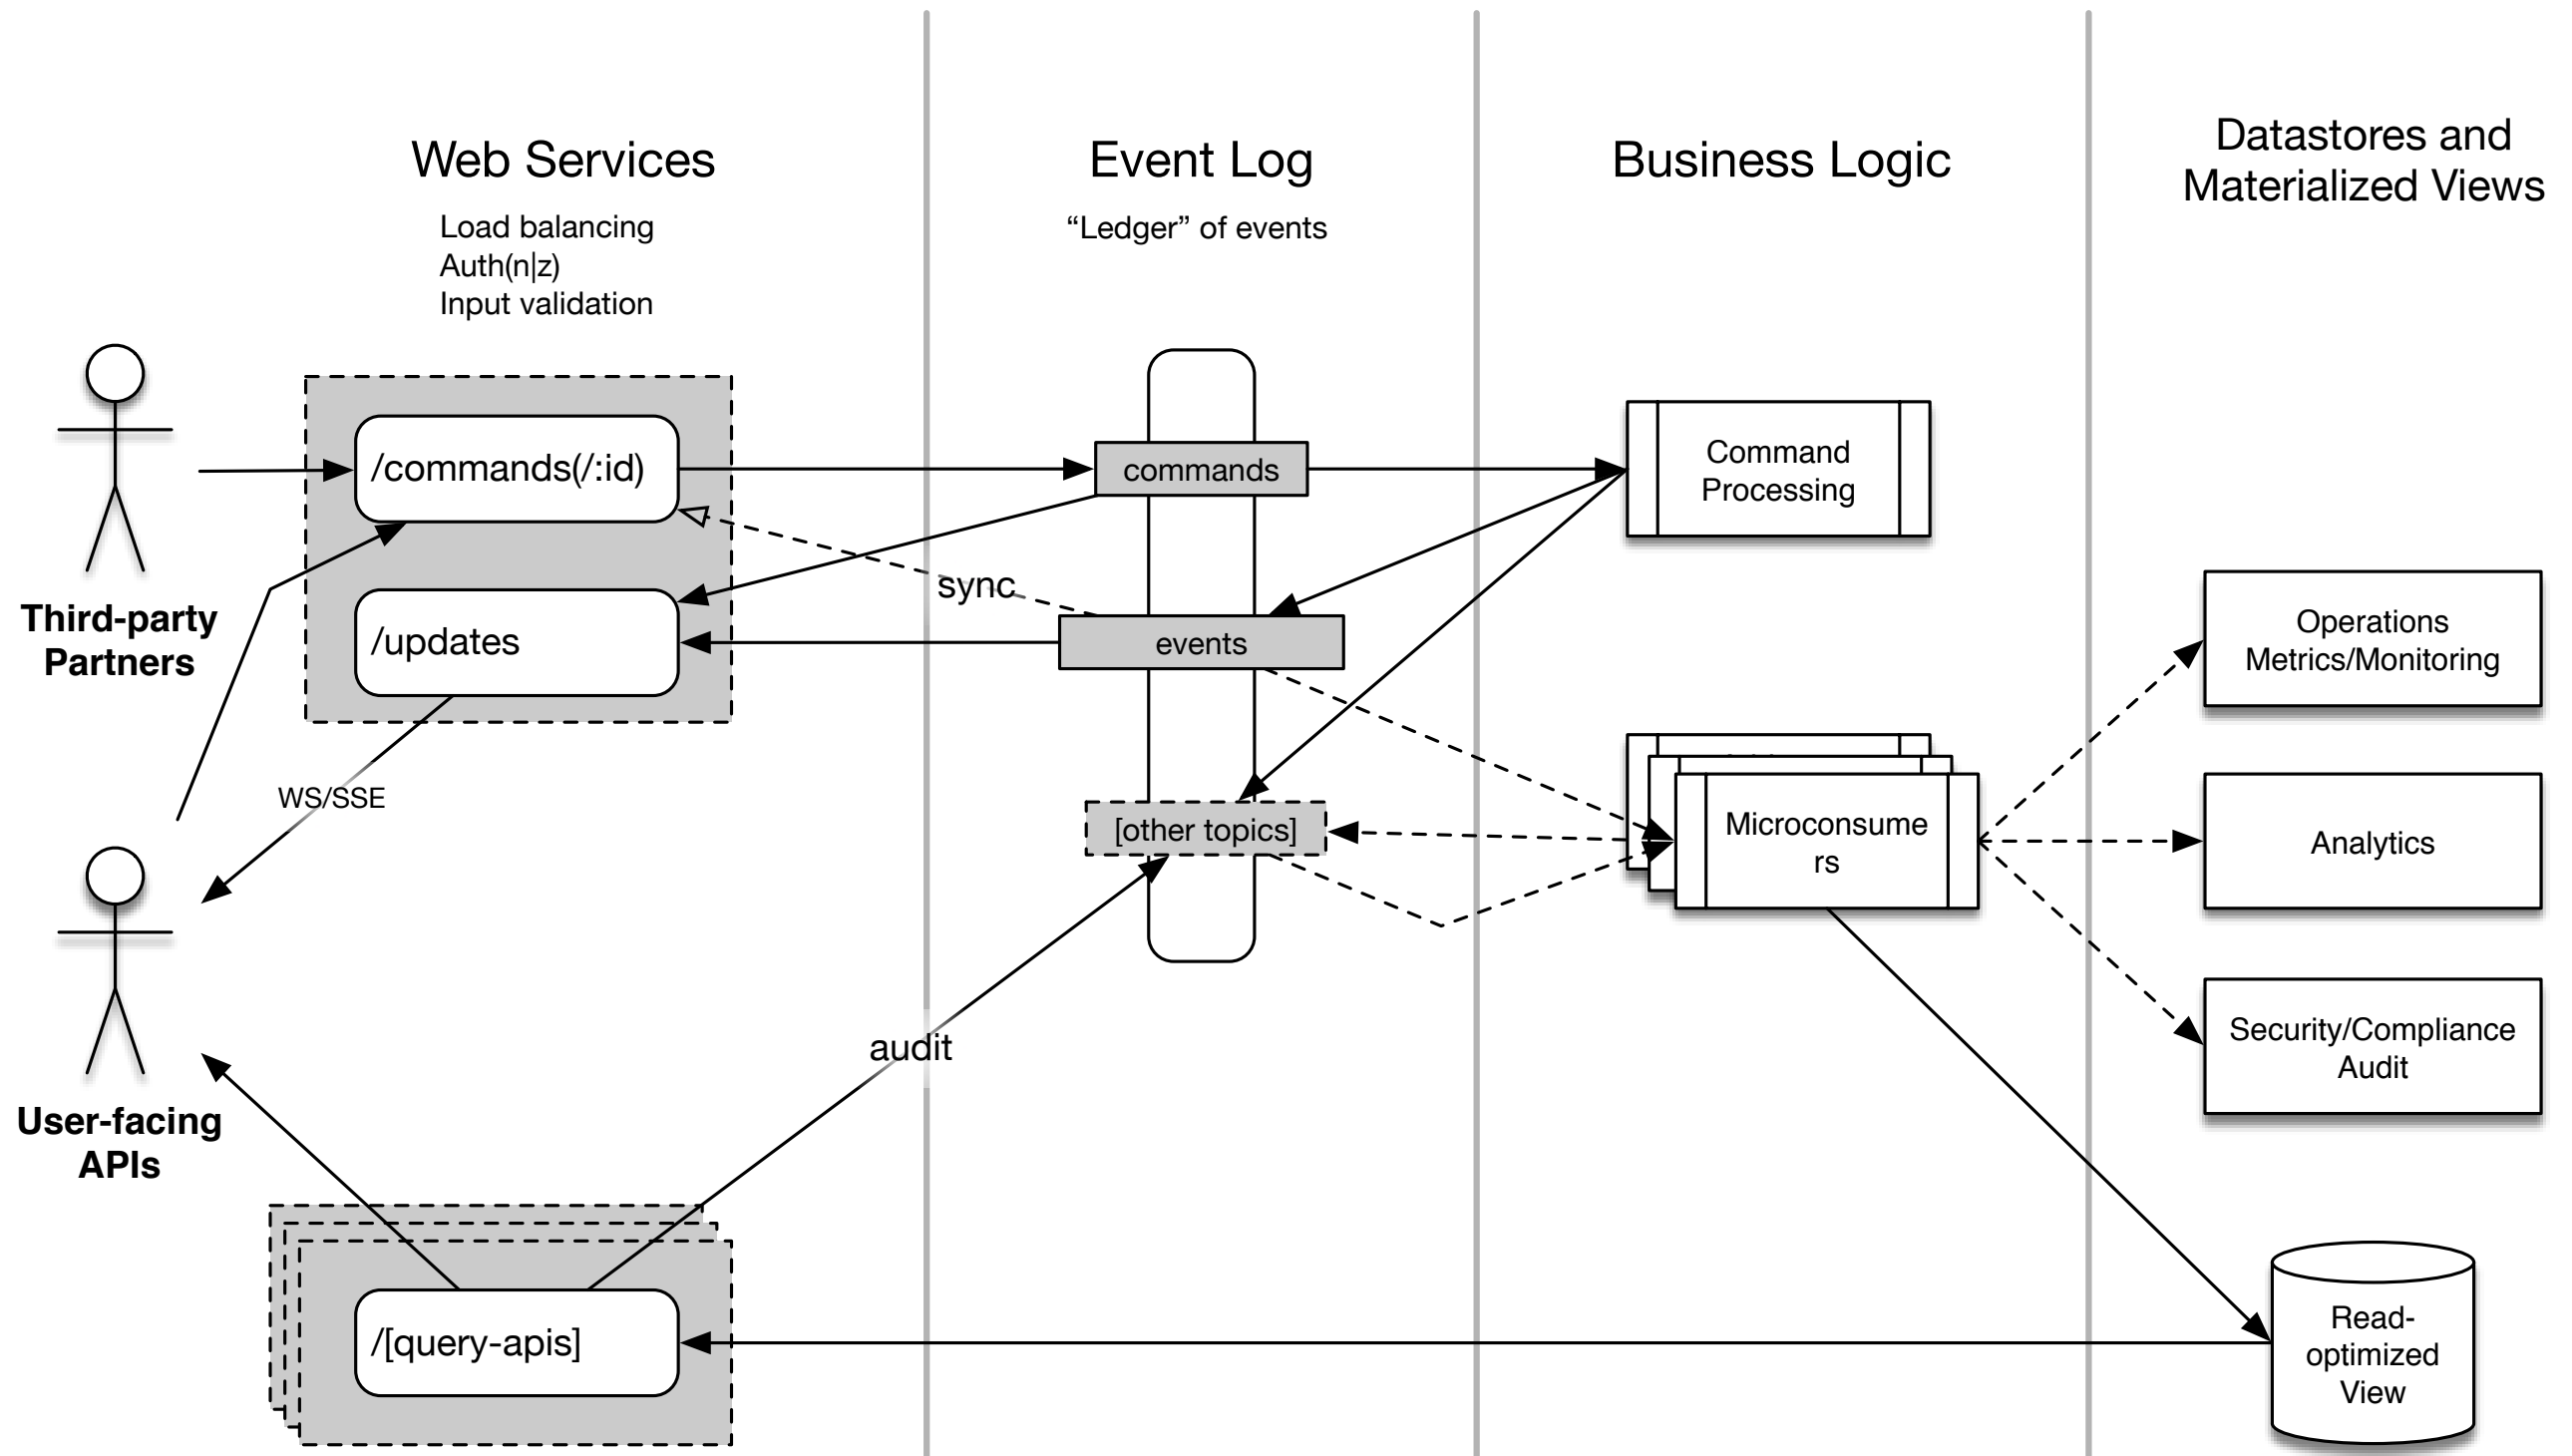 Web Services
Load balancing
Auth(n|z)
Input validation
Event Log
“Ledger” of events
Business Logic
Datastores and
Materialized Views
Third-party
Partners
/commands(/:id)
/updates
commands
sync
events
[other topics]
Command
Processing
Microconsume
rs
Operations
Metrics/Monitoring
Analytics
Security/Compliance
Audit
WS/SSE
User-facing
APIs
audit
/[query-apis]
Read-
optimized
View